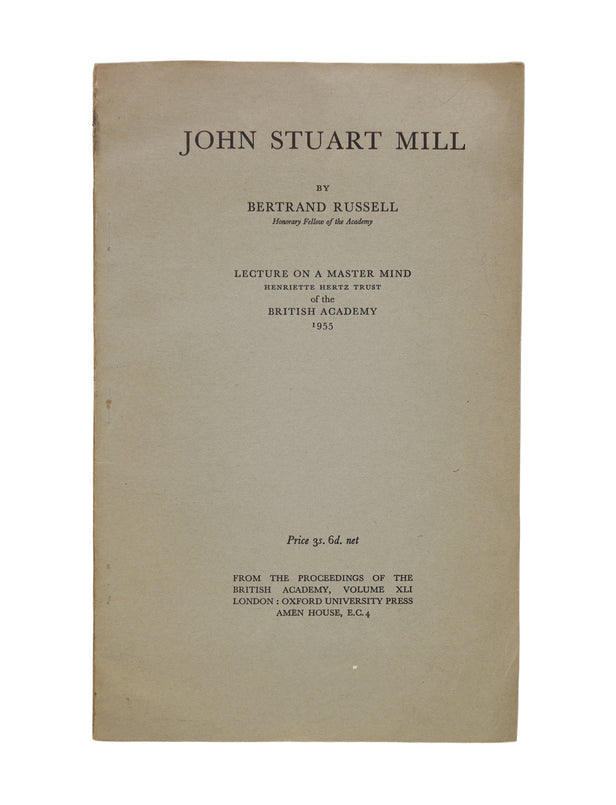 JOHN STUART MILL
BY
BERTRAND RUSSELL
Honorary Fellow of the Academy
LECTURE ON A MASTER MIND
HENRIETTE HERTZ TRUST
of the
BRITISH ACADEMY
1955
Price 3s. 6d. net
FROM THE PROCEEDINGS OF THE
BRITISH ACADEMY, VOLUME XLI
LONDON : OXFORD UNIVERSITY PRESS
AMEN HOUSE, E.C.4